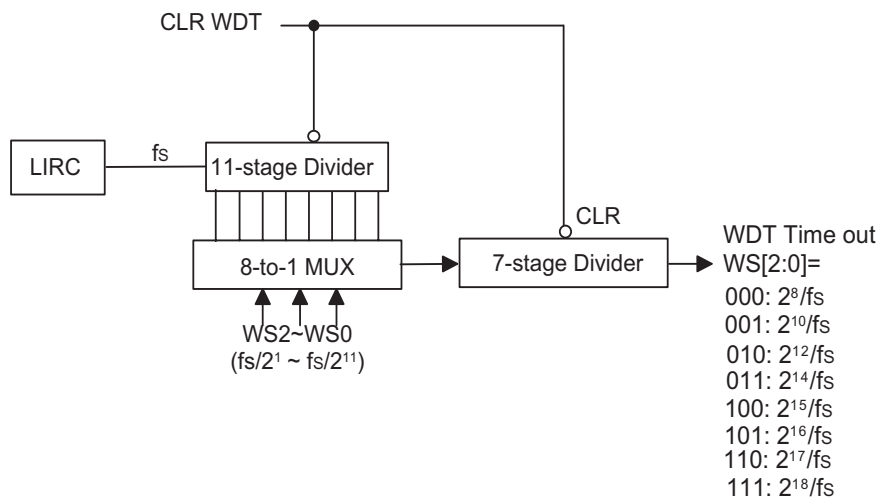 CLR WDT
LIRC
fS
11-stage Divider
CLR
8-to-1 MUX
7-stage Divider
WS2~WS0
(fs/2¹ ~ fS/2¹¹)
WDT Time out
WS[2:0]=
000: 2⁸/fS
001: 2¹⁰/fS
010: 2¹²/fS
011: 2¹⁴/fS
100: 2¹⁵/fS
101: 2¹⁶/fS
110: 2¹⁷/fS
111: 2¹⁸/fS